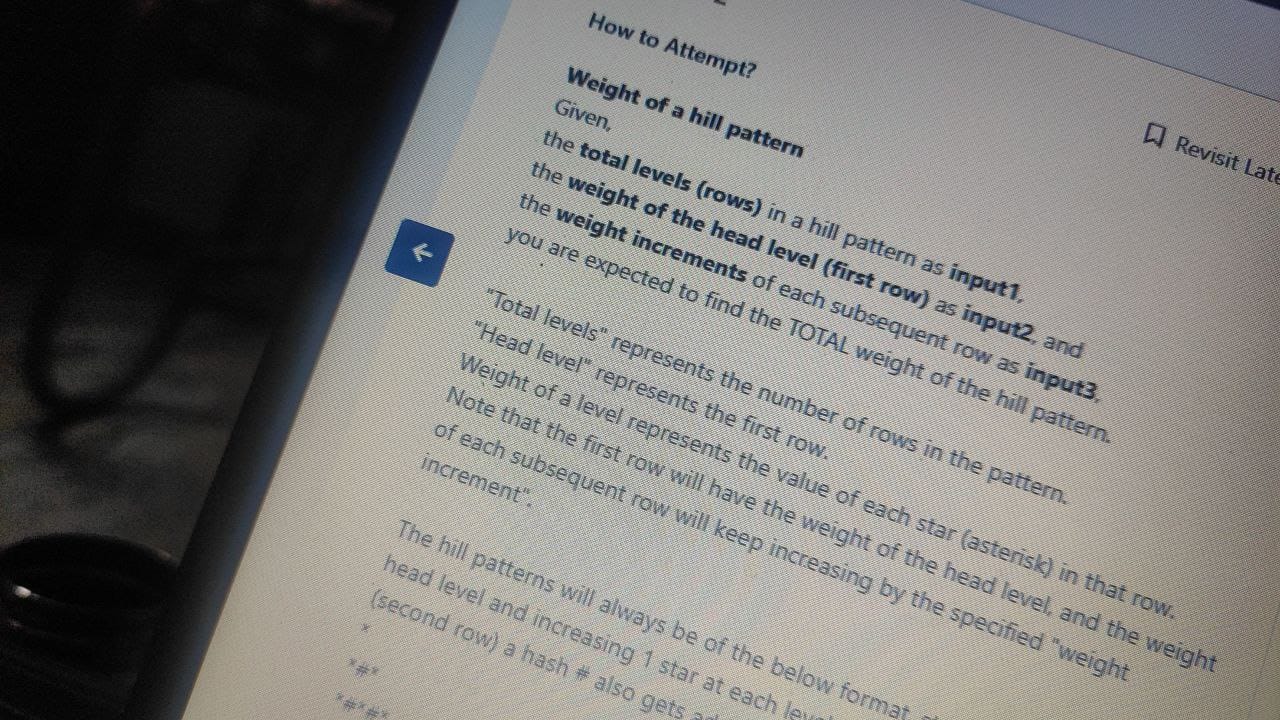 How to Attempt?
Revisit Late
Weight of a hill pattern
Given,
the total levels (rows) in a hill pattern as input1,
the weight of the head level (first row) as input2, and
the weight increments of each subsequent row as input3,
you are expected to find the TOTAL weight of the hill pattern.
"Total levels" represents the number of rows in the pattern.
"Head level" represents the first row.
Weight of a level represents the value of each star (asterisk) in that row.
Note that the first row will have the weight of the head level, and the weight
of each subsequent row will keep increasing by the specified "weight
increment".
The hill patterns will always be of the below format,
head level and increasing 1 star at each level
(second row) a hash # also gets
*
*#*
*#*#*